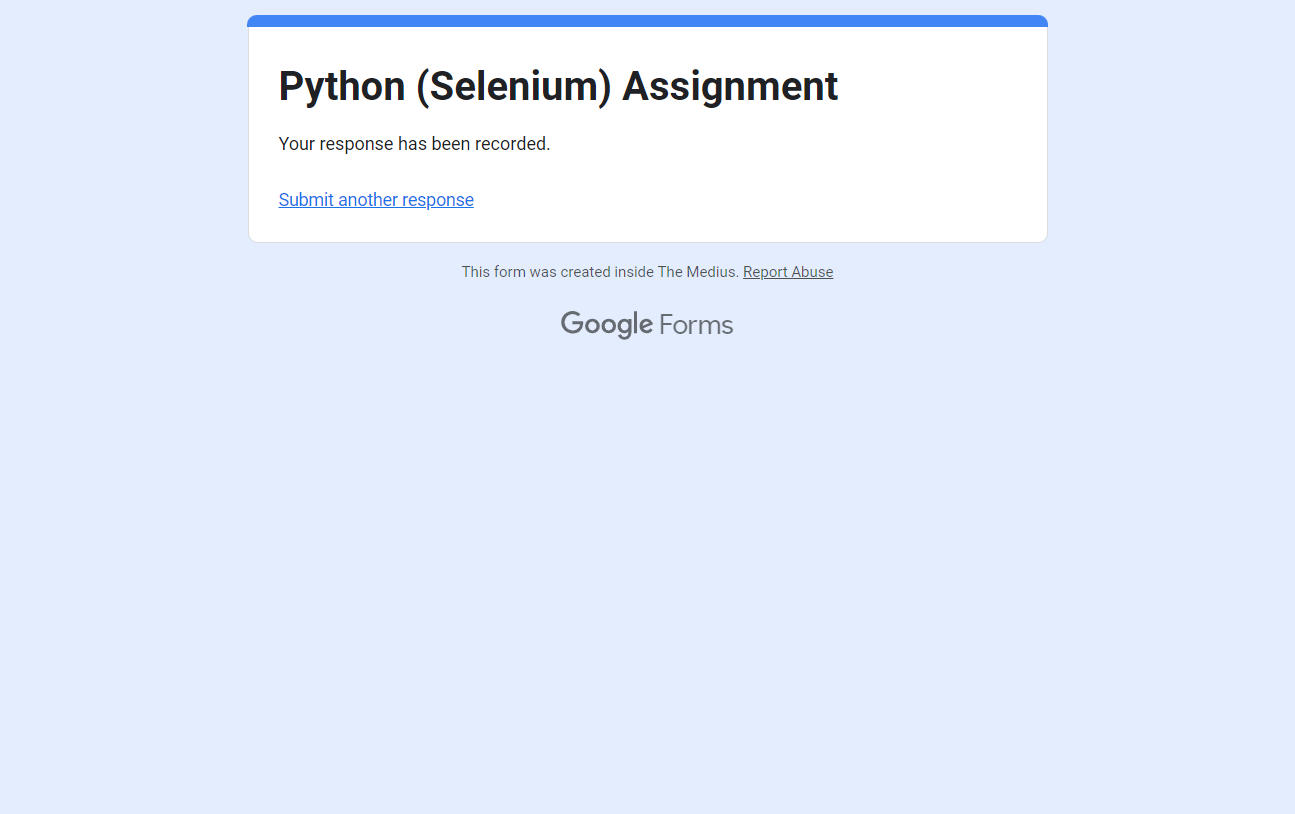 Python (Selenium) Assignment
Your response has been recorded.
Submit another response
This form was created inside The Medius. Report Abuse
Google Forms